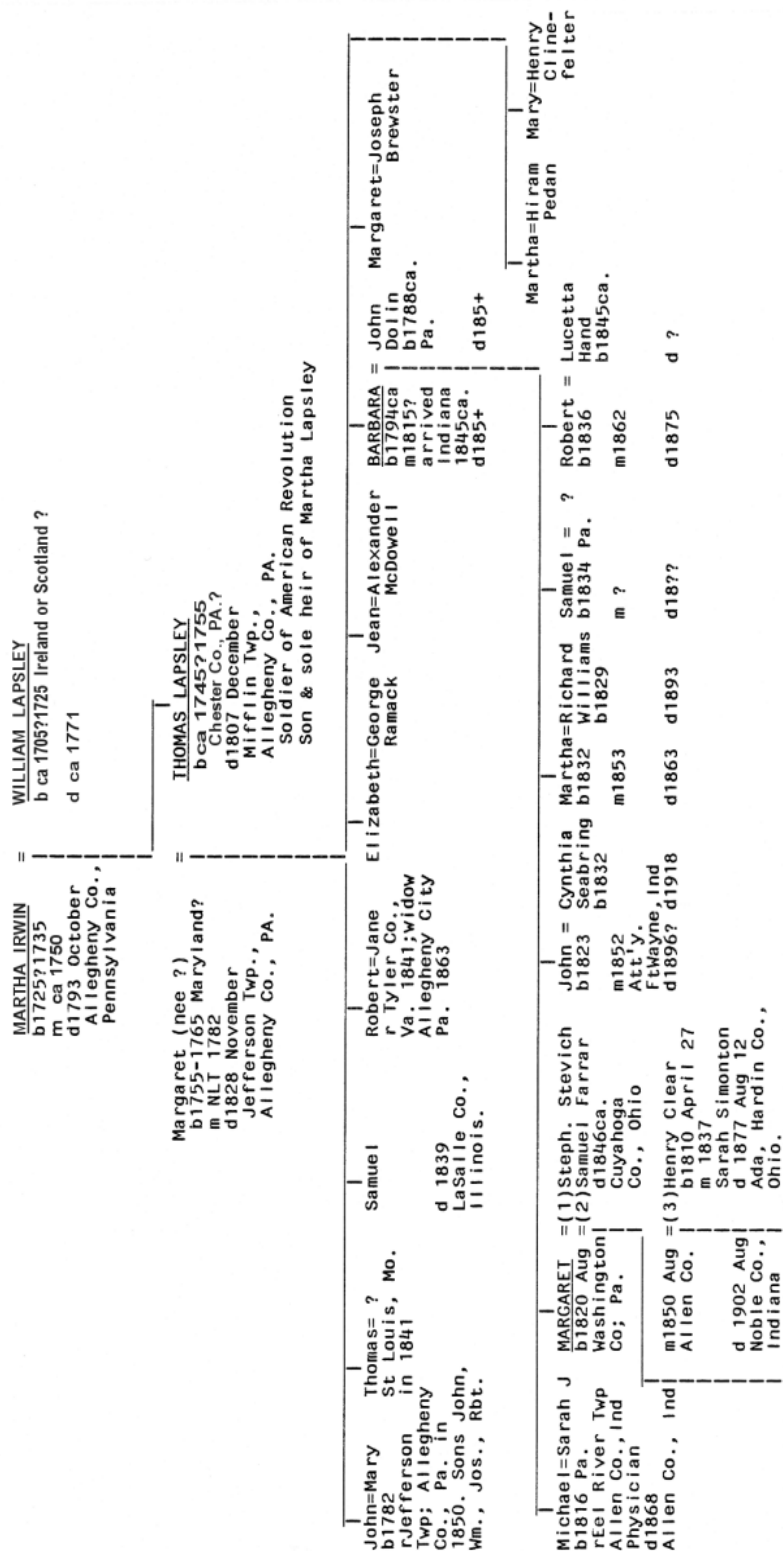 MARTHA IRWIN = WILLIAM LAPSLEY
b1725?1735 b ca 1705?1725 Ireland or Scotland ?
m ca 1750
d1793 October d ca 1771
Allegheny Co.,
Pennsylvania
Margaret (nee ?) = THOMAS LAPSLEY
b1755-1765 Maryland? bca 1745?1755
m NLT 1782 Chester Co., PA.?
d1828 November d1807 December
Jefferson Twp., Mifflin Twp.,
Allegheny Co., PA. Allegheny Co., PA.
Soldier of American Revolution
Son & sole heir of Martha Lapsley
John=Mary
b1782
rJefferson
Twp; Allegheny
Co., Pa. in
1850. Sons John,
Wm., Jos., Rbt.
Thomas= ?
St Louis, Mo.
in 1841
Samuel
d 1839
LaSalle Co.,
Illinois.
Robert=Jane
r Tyler Co.,
Va. 1841;widow
Allegheny City
Pa. 1863
Elizabeth=George
Ramack
Jean=Alexander
McDowell
BARBARA = John
b1794ca Dolin
m1815? b1788ca.
arrived Pa.
Indiana
1845ca.
d185+ d185+
Margaret=Joseph
Brewster
Martha=Hiram
Pedan
Mary=Henry
Cline-
felter
Michael=Sarah J
b1816 Pa.
rEel River Twp
Allen Co.,Ind
Physician
d1868
Allen Co., Ind
MARGARET =(1)Steph. Stevich
b1820 Aug =(2)Samuel Farrar
Washington d1846ca.
Co; Pa. Cuyahoga
Co., Ohio
m1850 Aug =(3)Henry Clear
Allen Co. b1810 April 27
m 1837
Sarah Simonton
d 1902 Aug d 1877 Aug 12
Noble Co., Ada, Hardin Co.,
Indiana Ohio.
John = Cynthia
b1823 Seabring
b1832
m1852
Att'y.
FtWayne,Ind
d1896? d1918
Martha=Richard
b1832 Williams
b1829
m1853
d1863 d1893
Samuel = ?
b1834 Pa.
m ?
d18??
Robert = Lucetta
b1836 Hand
b1845ca.
m1862
d1875 d ?